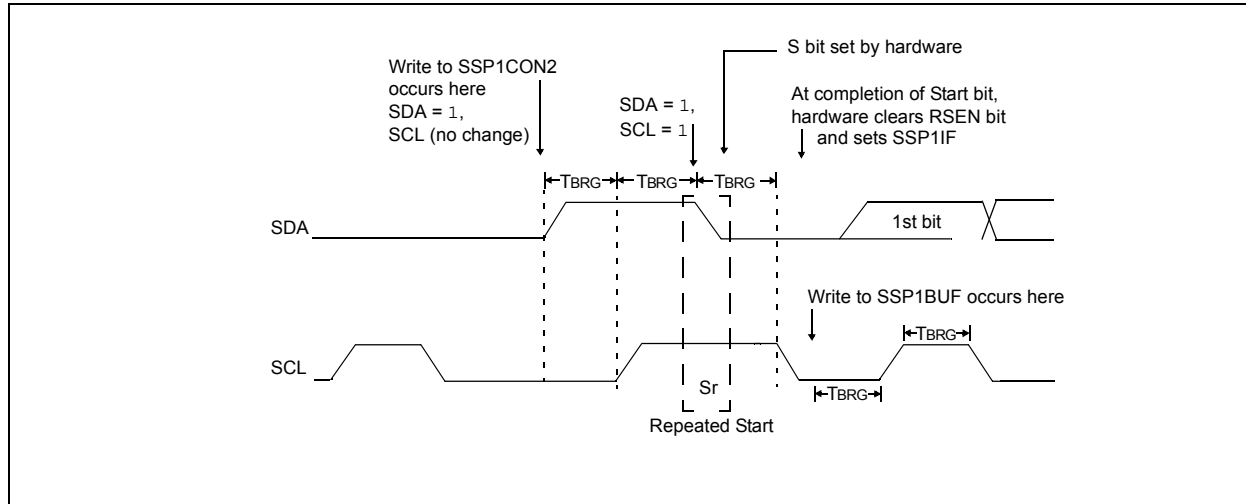 S bit set by hardware
Write to SSP1CON2
occurs here
SDA = 1,
SCL (no change)
SDA = 1,
SCL = 1
At completion of Start bit,
hardware clears RSEN bit
and sets SSP1IF
TBRG TBRG TBRG
SDA
1st bit
Write to SSP1BUF occurs here
TBRG
SCL
Sr
TBRG
Repeated Start